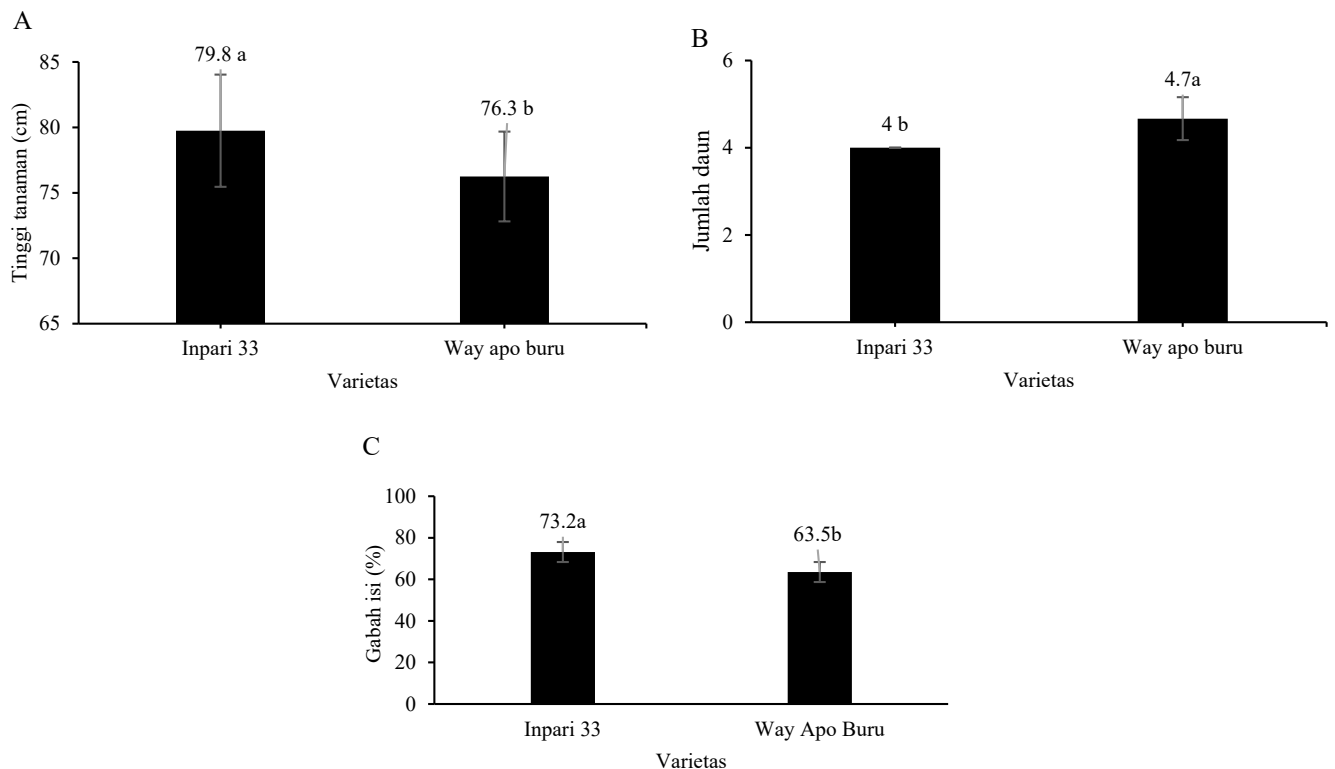 A
79.8 a
76.3 b
85
80
75
70
65
Tinggi tanaman (cm)
Inpari 33
Way apo buru
Varietas
B
4 b
4.7a
6
4
2
0
Jumlah daun
Inpari 33
Way apo buru
Varietas
C
73.2a
63.5b
100
80
60
40
20
0
Gabah isi (%)
Inpari 33
Way Apo Buru
Varietas